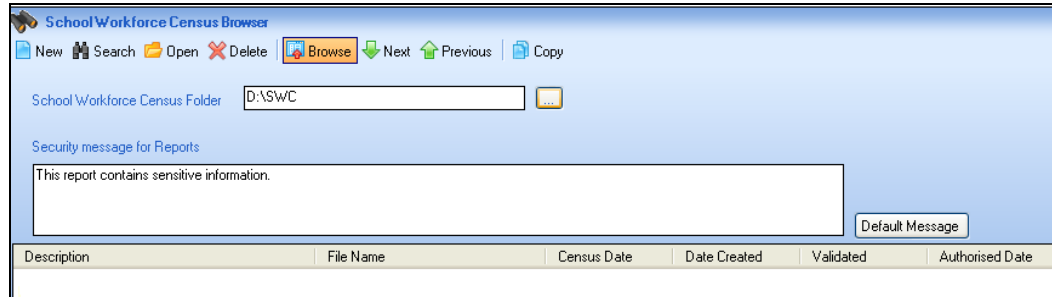 School Workforce Census Browser
New Search Open Delete Browse Next Previous Copy
School Workforce Census Folder D:\SWC ...
Security message for Reports
This report contains sensitive information.
Default Message
Description File Name Census Date Date Created Validated Authorised Date